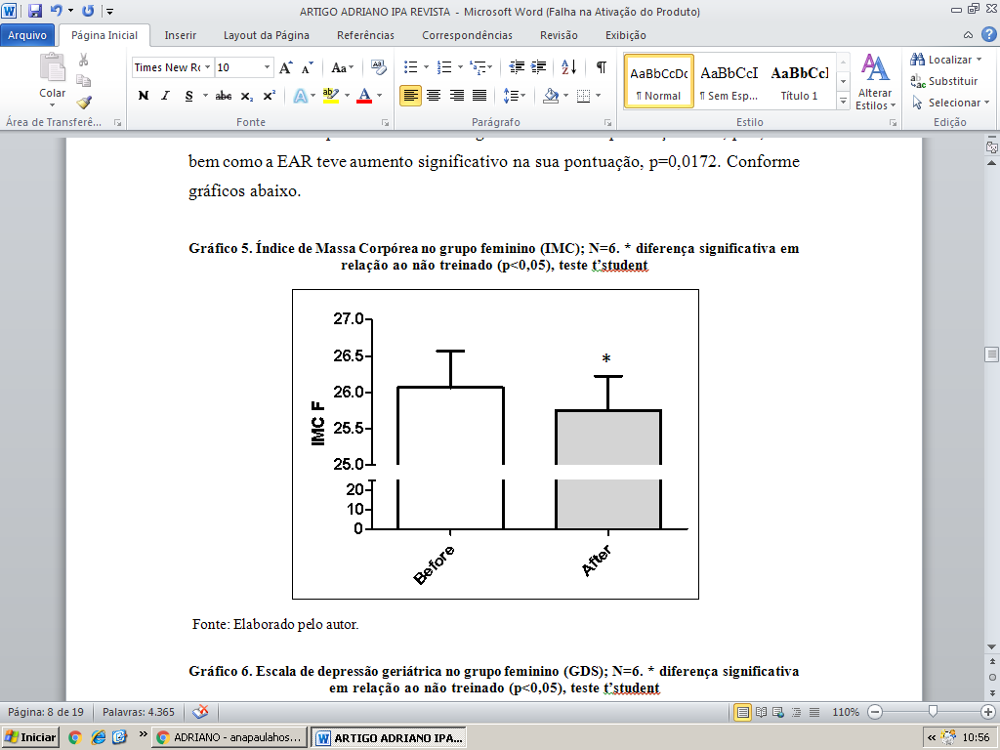 ARTIGO ADRIANO IPA REVISTA - Microsoft Word (Falha na Ativação do Produto)
Arquivo Página Inicial Inserir Layout da Página Referências Correspondências Revisão Exibição
Colar
Times New Ro 10
N I S abc x₂ x²
Aa
AaBbCcDc AaBbCcI AaBbCcI
¶ Normal ¶ Sem Esp... Título 1
Alterar Estilos
Localizar
Substituir
Selecionar
Área de Transferê... Fonte Parágrafo Estilo Edição
bem como a EAR teve aumento significativo na sua pontuação, p=0,0172. Conforme
gráficos abaixo.
Gráfico 5. Índice de Massa Corpórea no grupo feminino (IMC); N=6. * diferença significativa em
relação ao não treinado (p<0,05), teste t’student
27.0
26.5
26.0
25.5
25.0
20
10
0
IMC F
*
Before
After
Fonte: Elaborado pelo autor.
Gráfico 6. Escala de depressão geriátrica no grupo feminino (GDS); N=6. * diferença significativa
em relação ao não treinado (p<0,05), teste t’student
Página: 8 de 19 Palavras: 4.365 110%
Iniciar ADRIANO - anapaulahos... ARTIGO ADRIANO IPA... 10:56